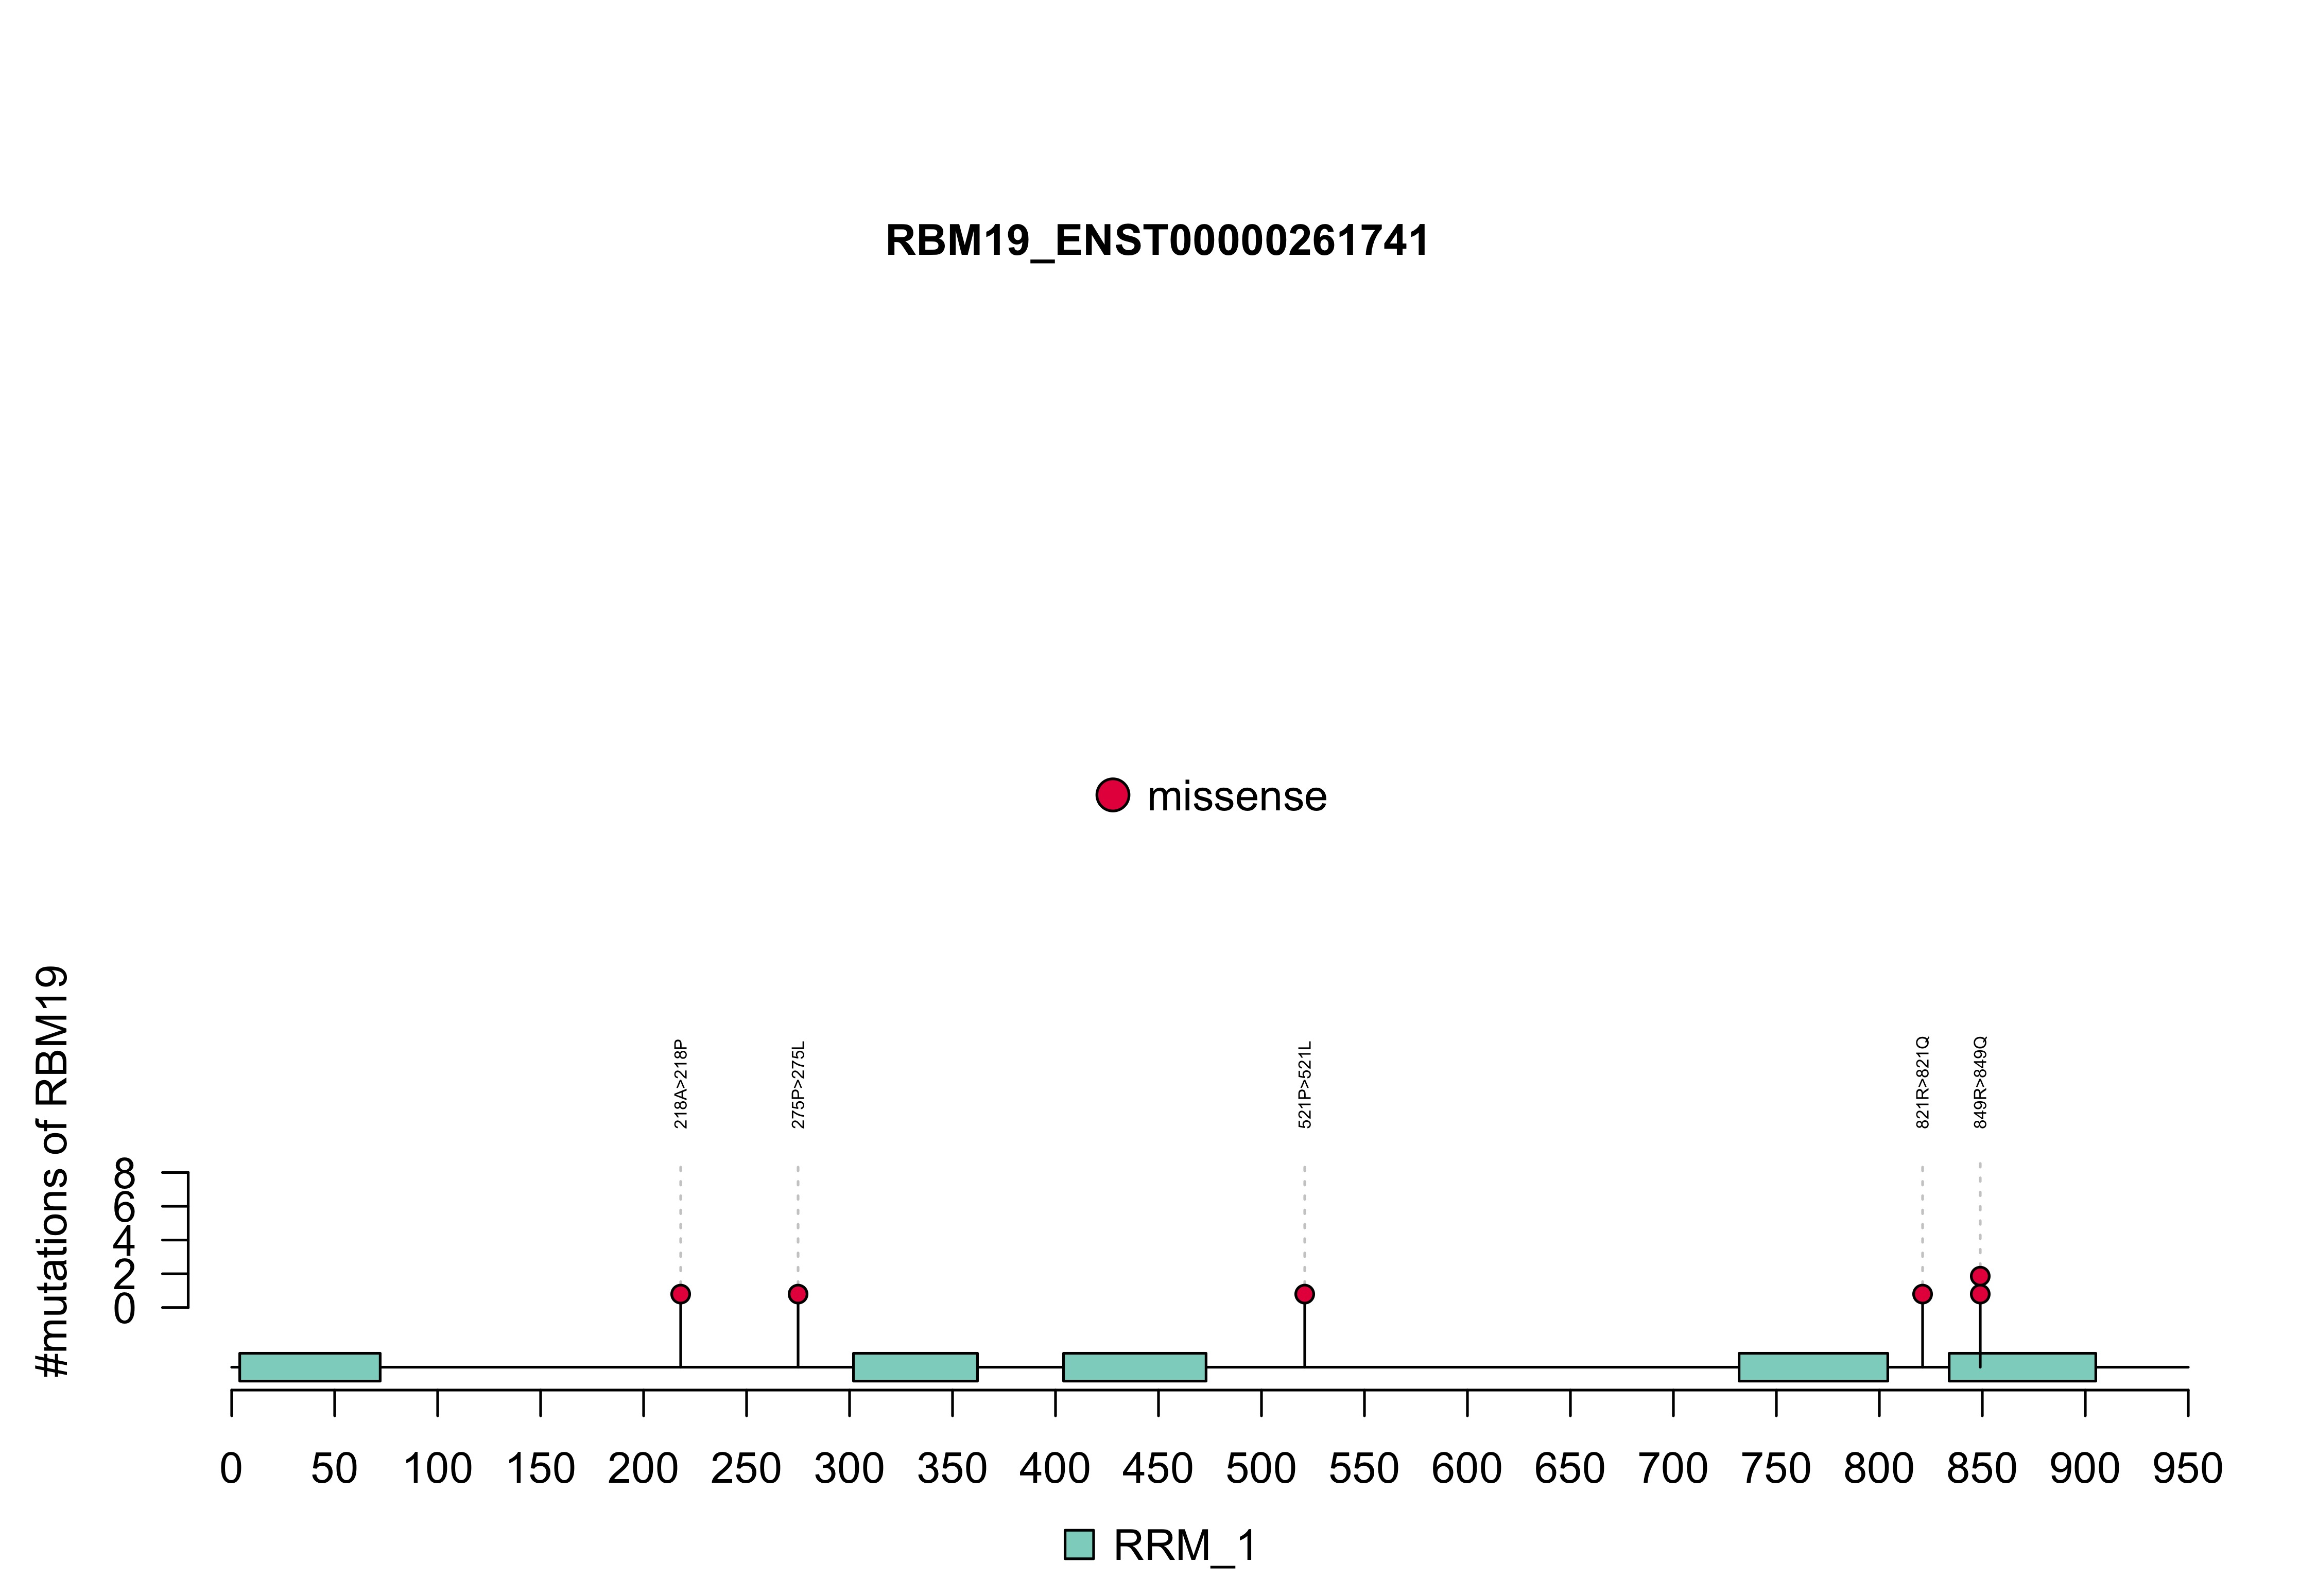 RBM19_ENST00000261741
missense
#mutations of RBM19
218A>218P
275P>275L
521P>521L
821R>821Q
849R>849Q
8
6
4
2
0
0 50 100 150 200 250 300 350 400 450 500 550 600 650 700 750 800 850 900 950
RRM_1